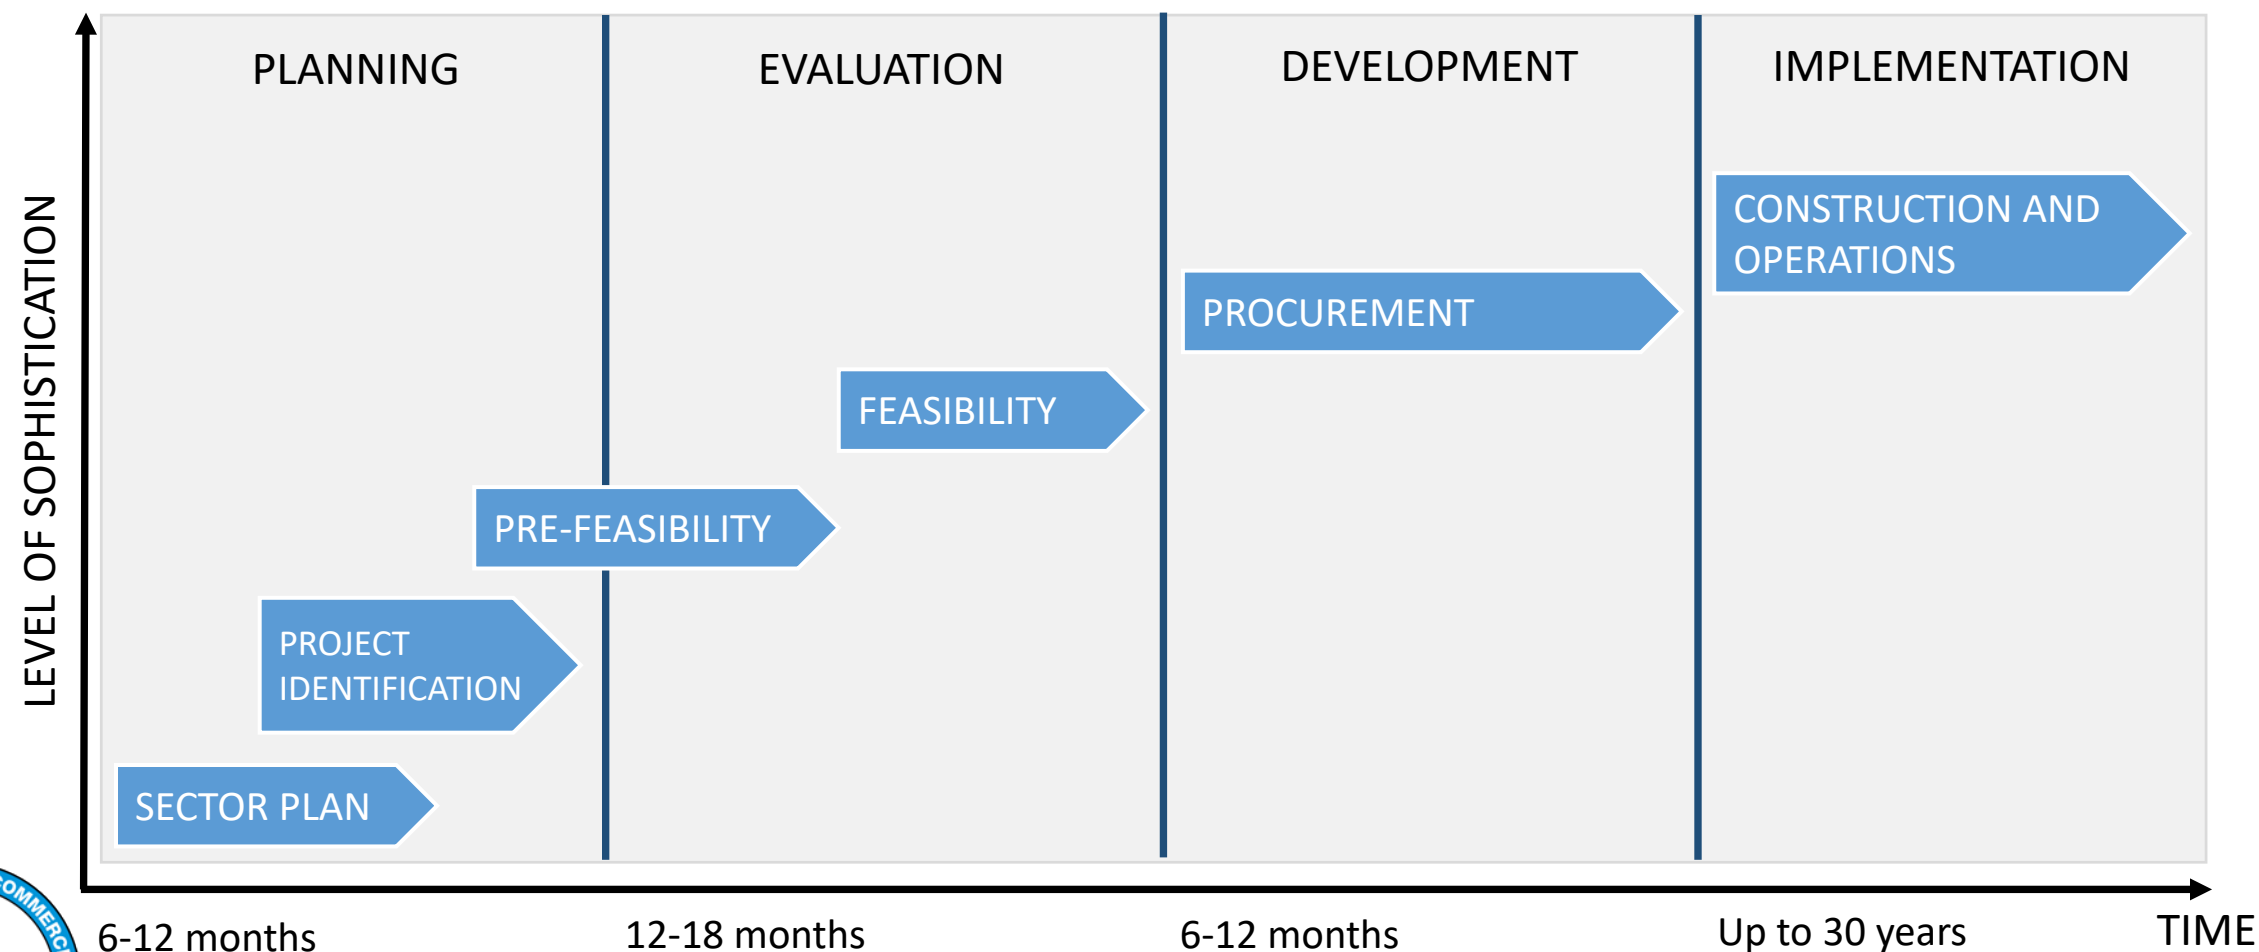 PLANNING
EVALUATION
DEVELOPMENT
IMPLEMENTATION
LEVEL OF SOPHISTICATION
CONSTRUCTION AND
OPERATIONS
PROCUREMENT
FEASIBILITY
PRE-FEASIBILITY
PROJECT
IDENTIFICATION
SECTOR PLAN
6-12 months
12-18 months
6-12 months
Up to 30 years
TIME